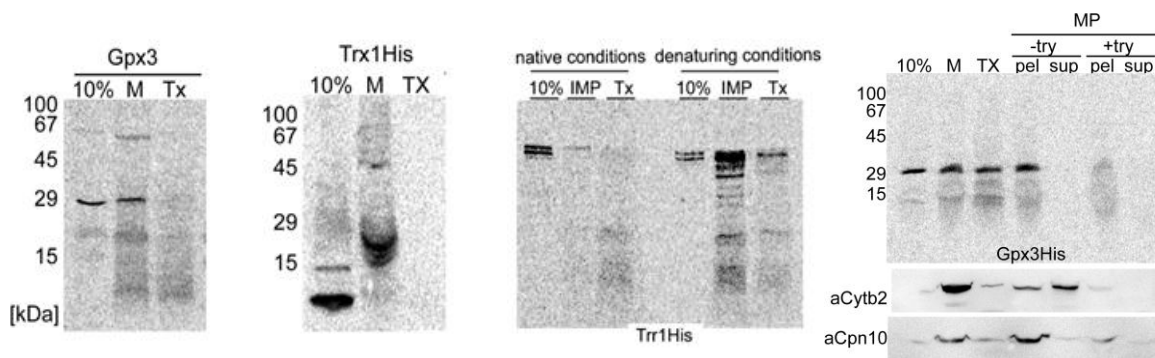 Gpx3
10% M Tx
100
67
45
29
15
[kDa]
Trx1His
10% M TX
100
67
45
29
15
native conditions denaturing conditions
10% IMP Tx 10% IMP Tx
Trr1His
MP
-try +try
10% M TX pel sup pel sup
100
67
45
29
15
Gpx3His
aCytb2
aCpn10